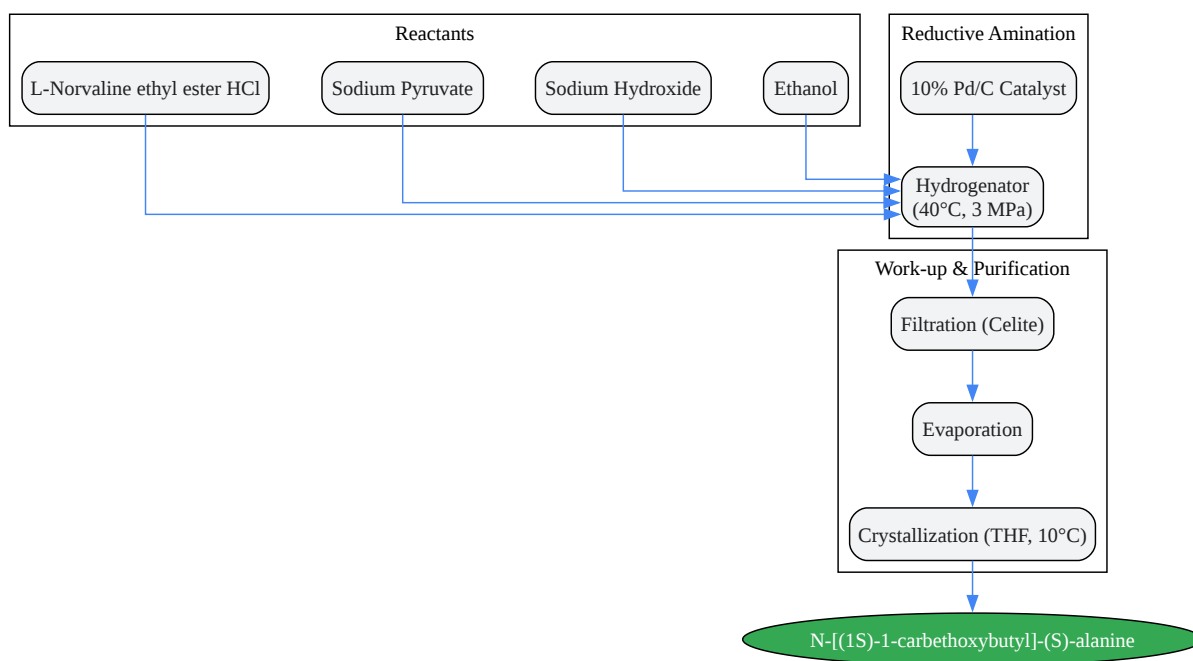 Reactants
L-Norvaline ethyl ester HCl
Sodium Pyruvate
Sodium Hydroxide
Ethanol
Reductive Amination
10% Pd/C Catalyst
Hydrogenator
(40°C, 3 MPa)
Work-up & Purification
Filtration (Celite)
Evaporation
Crystallization (THF, 10°C)
N-[(1S)-1-carbethoxybutyl]-(S)-alanine